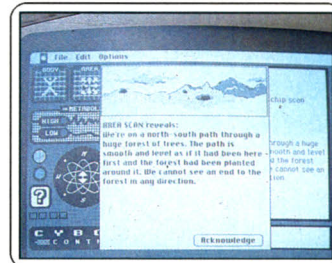 File Edit Options
BODY AREA
chip scan
METABOL
HIGH
LOW
AREA SCAN reveals:
We're on a north-south path through a
huge forest of trees. The path is
smooth and level as if it had been here
first and the forest had been planted
around it. We cannot see an end to the
forest in any direction.
through a huge
smooth and level
d the forest
cannot see an
tion.
?
Acknowledge
CYBO
CONT